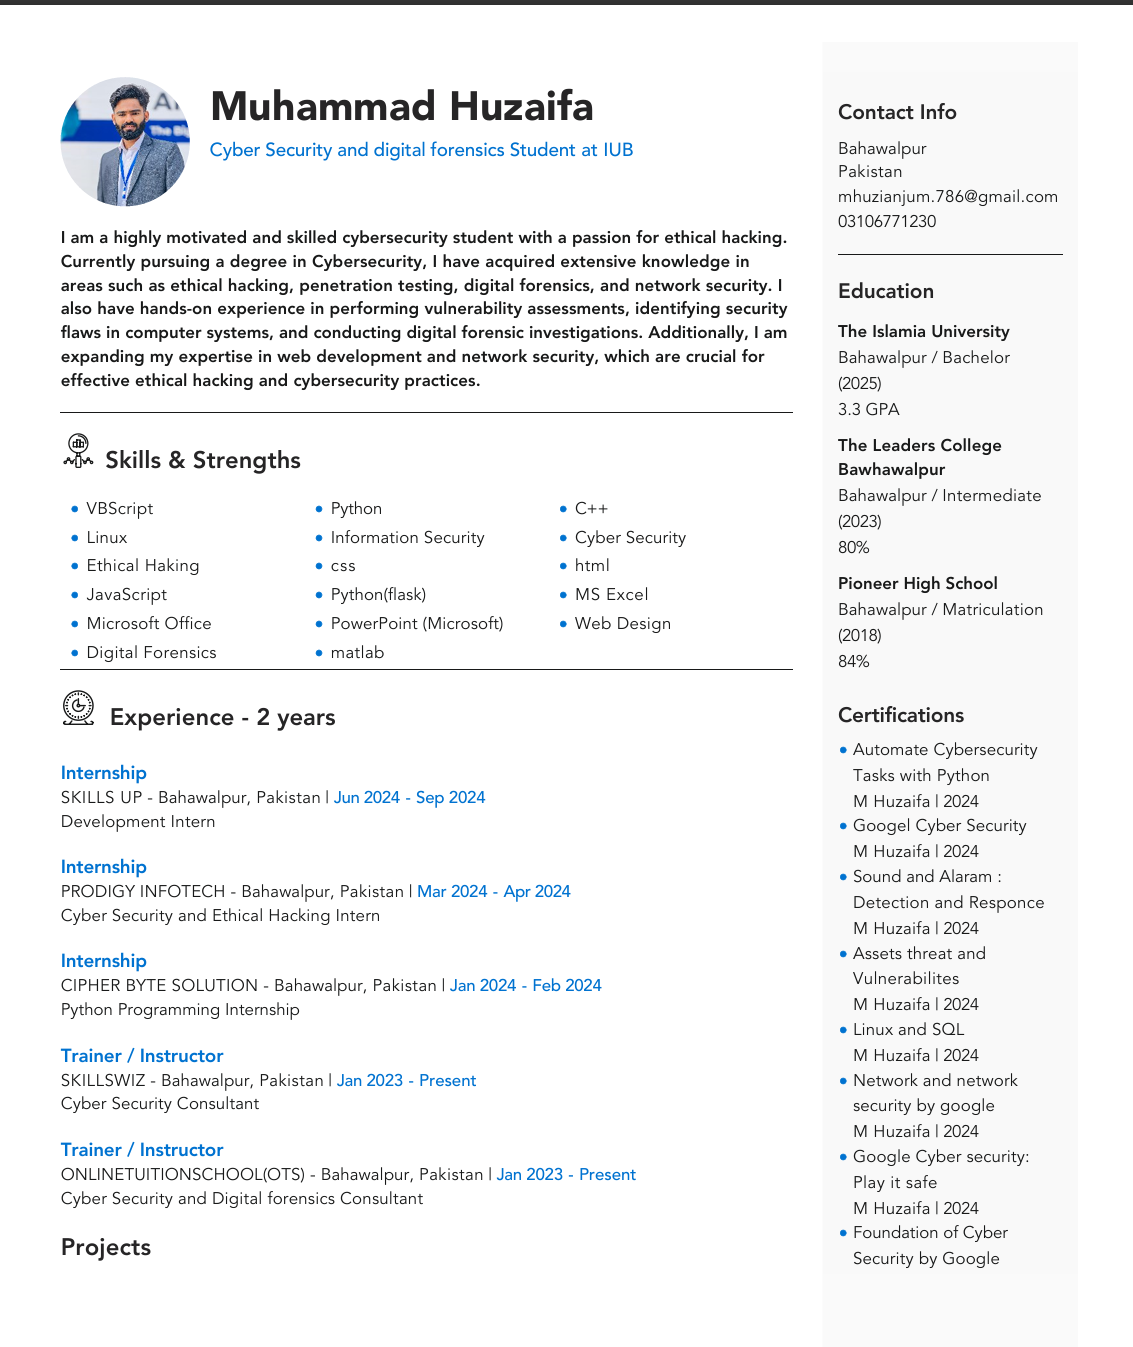 Muhammad Huzaifa
Cyber Security and digital forensics Student at IUB
I am a highly motivated and skilled cybersecurity student with a passion for ethical hacking.
Currently pursuing a degree in Cybersecurity, I have acquired extensive knowledge in
areas such as ethical hacking, penetration testing, digital forensics, and network security. I
also have hands-on experience in performing vulnerability assessments, identifying security
flaws in computer systems, and conducting digital forensic investigations. Additionally, I am
expanding my expertise in web development and network security, which are crucial for
effective ethical hacking and cybersecurity practices.
Skills & Strengths
VBScript
Linux
Ethical Haking
JavaScript
Microsoft Office
Digital Forensics
Python
Information Security
css
Python(flask)
PowerPoint (Microsoft)
matlab
C++
Cyber Security
html
MS Excel
Web Design
Experience - 2 years
Internship
SKILLS UP - Bahawalpur, Pakistan | Jun 2024 - Sep 2024
Development Intern
Internship
PRODIGY INFOTECH - Bahawalpur, Pakistan | Mar 2024 - Apr 2024
Cyber Security and Ethical Hacking Intern
Internship
CIPHER BYTE SOLUTION - Bahawalpur, Pakistan | Jan 2024 - Feb 2024
Python Programming Internship
Trainer / Instructor
SKILLSWIZ - Bahawalpur, Pakistan | Jan 2023 - Present
Cyber Security Consultant
Trainer / Instructor
ONLINETUITIONSCHOOL(OTS) - Bahawalpur, Pakistan | Jan 2023 - Present
Cyber Security and Digital forensics Consultant
Projects
Contact Info
Bahawalpur
Pakistan
mhuzianjum.786@gmail.com
03106771230
Education
The Islamia University
Bahawalpur / Bachelor
(2025)
3.3 GPA
The Leaders College
Bawhawalpur
Bahawalpur / Intermediate
(2023)
80%
Pioneer High School
Bahawalpur / Matriculation
(2018)
84%
Certifications
Automate Cybersecurity
Tasks with Python
M Huzaifa | 2024
Googel Cyber Security
M Huzaifa | 2024
Sound and Alaram :
Detection and Responce
M Huzaifa | 2024
Assets threat and
Vulnerabilites
M Huzaifa | 2024
Linux and SQL
M Huzaifa | 2024
Network and network
security by google
M Huzaifa | 2024
Google Cyber security:
Play it safe
M Huzaifa | 2024
Foundation of Cyber
Security by Google